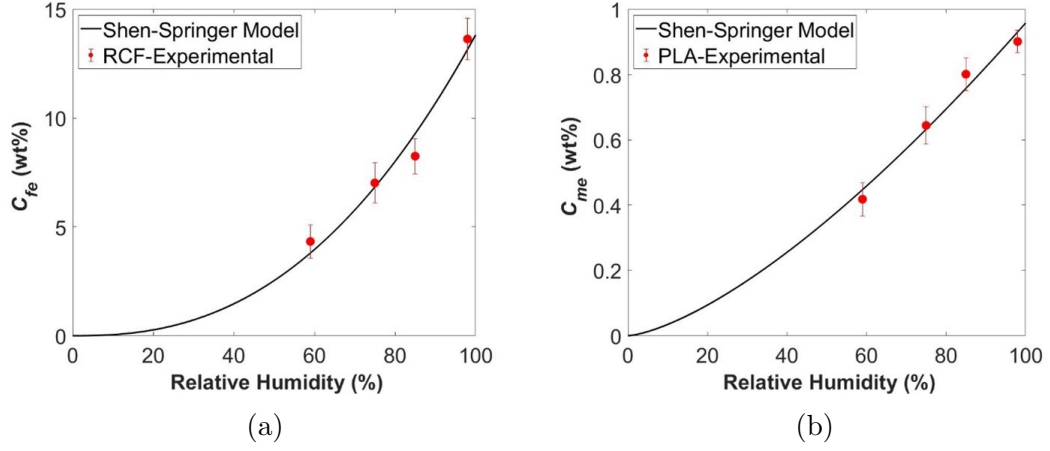 15
10
5
0
C_fe (wt%)
Shen-Springer Model
RCF-Experimental
0 20 40 60 80 100
Relative Humidity (%)
(a)
1
0.8
0.6
0.4
0.2
0
C_me (wt%)
Shen-Springer Model
PLA-Experimental
0 20 40 60 80 100
Relative Humidity (%)
(b)